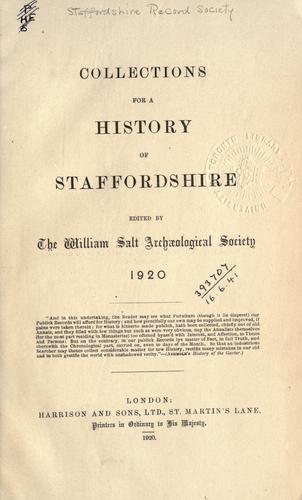 Staffordshire Record Society
COLLECTIONS
FOR A
HISTORY
OF
STAFFORDSHIRE
EDITED BY
The William Salt Archæological Society
1920
393707
16.6.41
"And in this undertaking, the Reader may see what Furniture (though it lie disperst) our
Publick Records will afford for History: and how plentifully our own may be supplied and improved, if
pains were taken therein: for what is hitherto made publick, hath been collected, chiefly out of old
Annals, and they filled with few things but such as were very obvious, nay the Annalists themselves
(for the most part residing in Monasteries) too oft byassed with Interest, and Affection, to Times
and Persons: But on the contrary, in our publick Records lye matter of Fact, in full Truth, and
therewith the Chronological part, carried on, even to days of the Month. So that an industrious
Searcher may thence collect considerable matter for new History, rectifie many mistakes in our old
and in both gratifie the world with unshadowed verity."—(ASHMOLE'S History of the Garter.)
LONDON:
HARRISON AND SONS, LTD., ST. MARTIN'S LANE,
Printers in Ordinary to His Majesty.
1920.